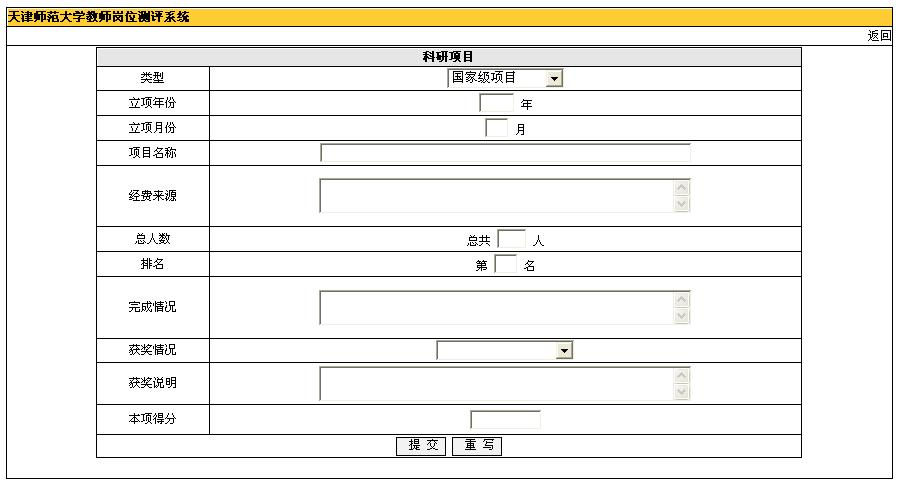 天津师范大学教师岗位测评系统
返回
科研项目
类型 国家级项目
立项年份 年
立项月份 月
项目名称
经费来源
总人数 总共 人
排名 第 名
完成情况
获奖情况
获奖说明
本项得分
提 交 重 写